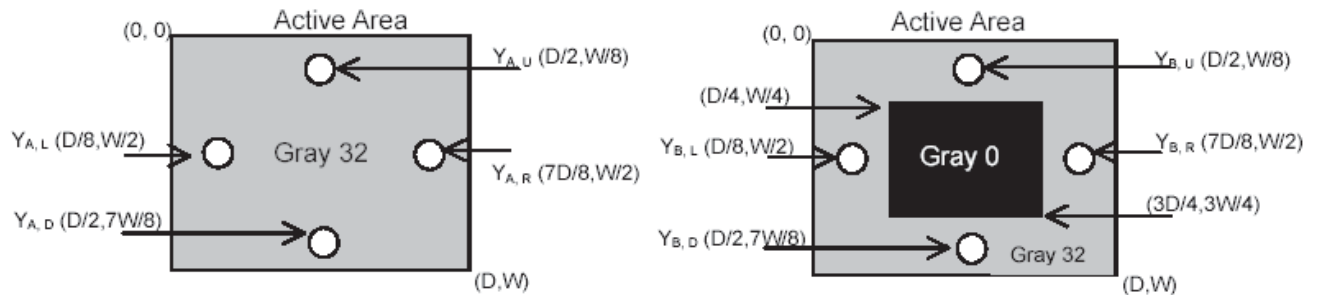 Active Area
(0, 0)
YA, U (D/2,W/8)
YA, L (D/8,W/2)
Gray 32
YA, R (7D/8,W/2)
YA, D (D/2,7W/8)
(D,W)
Active Area
(0, 0)
YB, U (D/2,W/8)
(D/4,W/4)
YB, L (D/8,W/2)
Gray 0
YB, R (7D/8,W/2)
(3D/4,3W/4)
YB, D (D/2,7W/8)
Gray 32
(D,W)